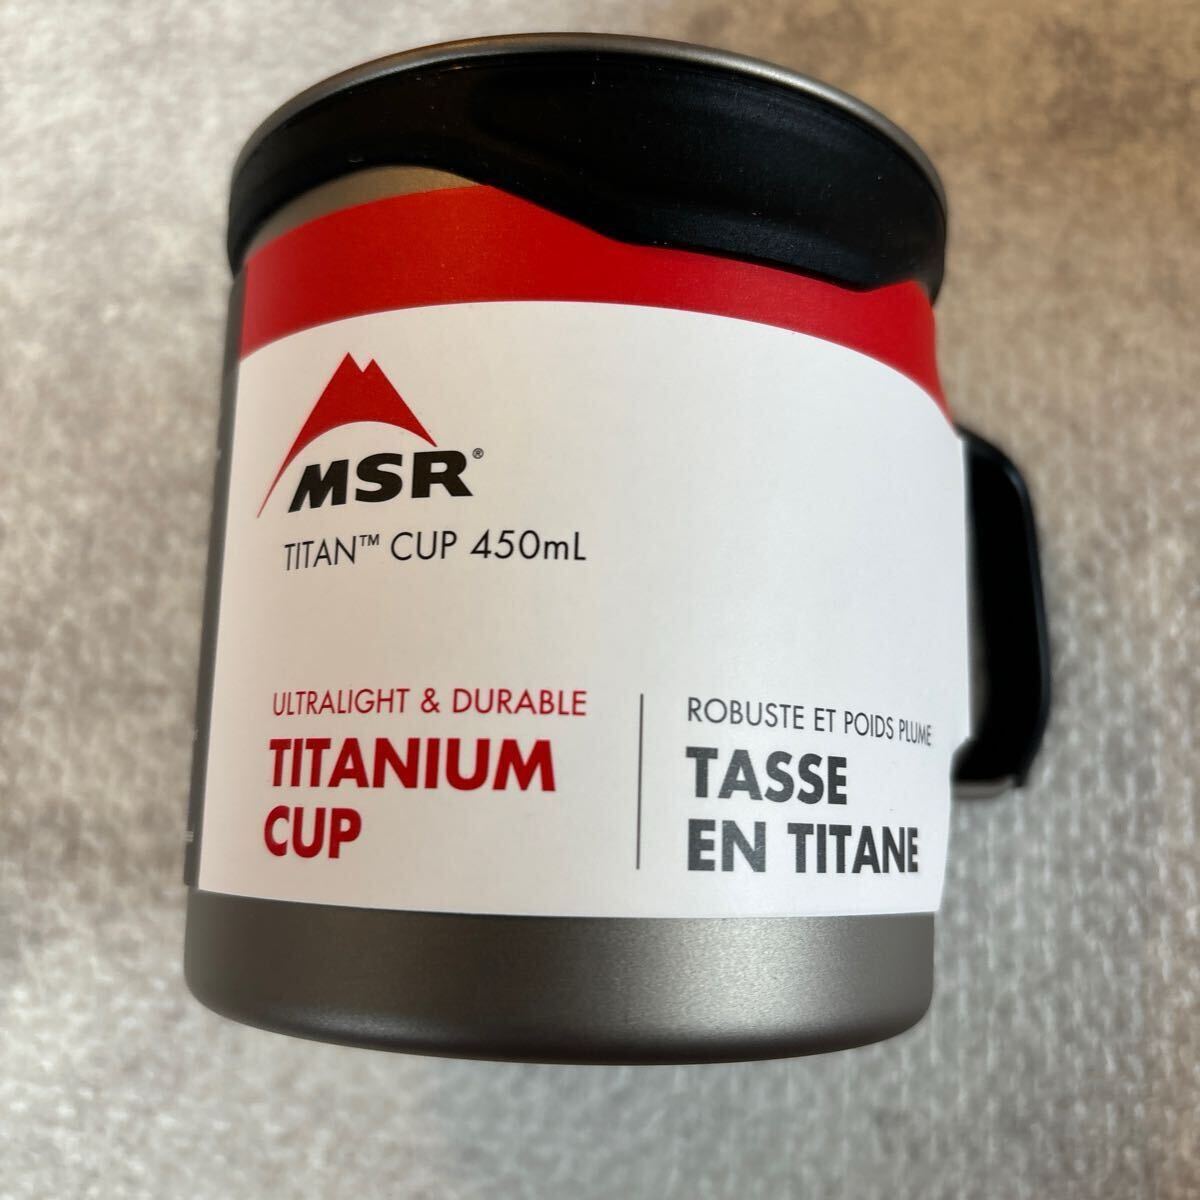 MSR®
TITAN™ CUP 450mL
ULTRALIGHT & DURABLE
TITANIUM
CUP
ROBUSTE ET POIDS PLUME
TASSE
EN TITANE